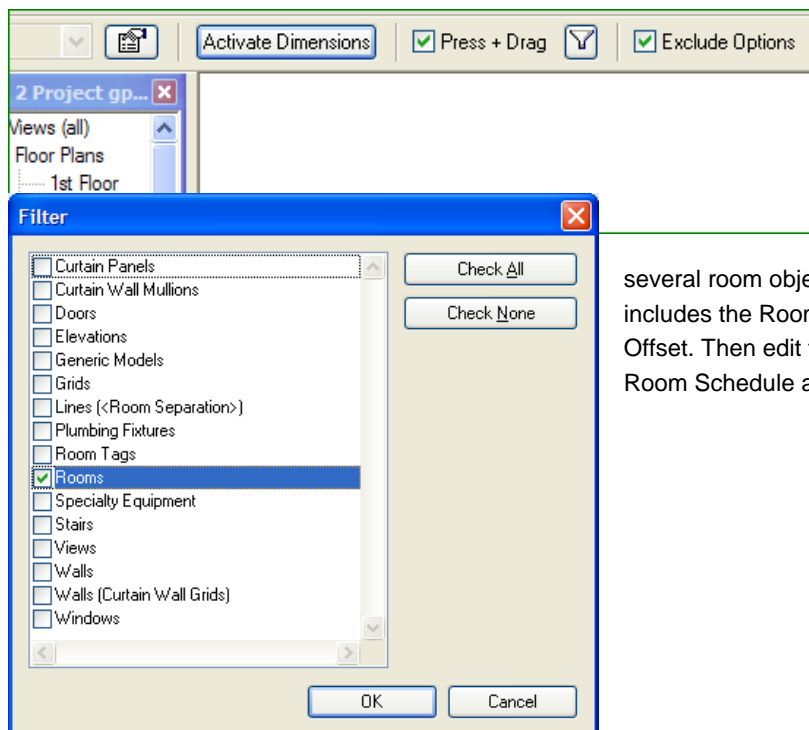 Activate Dimensions Press + Drag Exclude Options
2 Project gp...
Views (all)
Floor Plans
1st Floor
Filter
Curtain Panels
Curtain Wall Mullions
Doors
Elevations
Generic Models
Grids
Lines (<Room Separation>)
Plumbing Fixtures
Room Tags
Rooms
Specialty Equipment
Stairs
Views
Walls
Walls (Curtain Wall Grids)
Windows
Check All
Check None
OK Cancel
several room obje
includes the Roor
Offset. Then edit
Room Schedule a